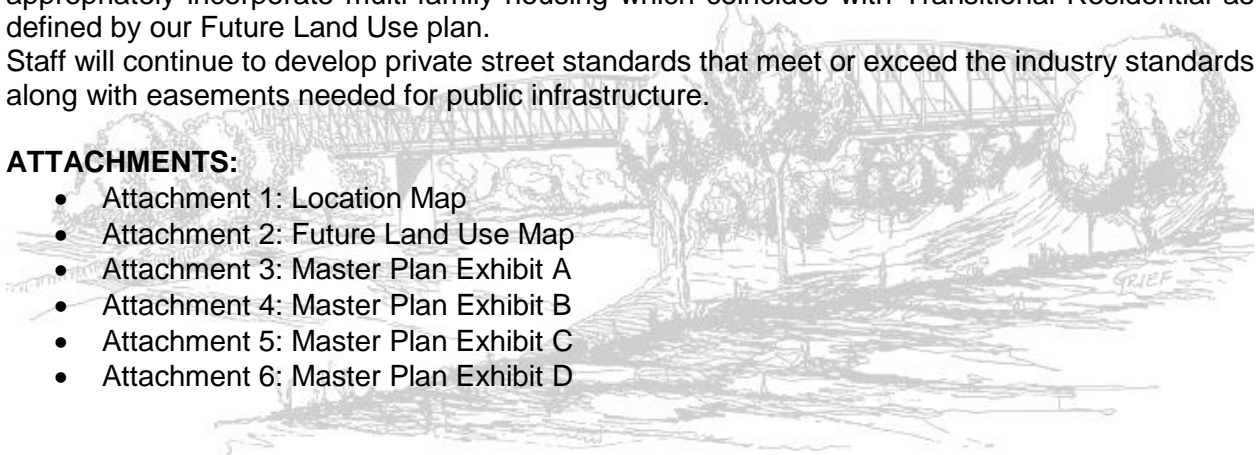 appropriately incorporate multi-family housing which coincides with Transitional Residential as
defined by our Future Land Use plan.
Staff will continue to develop private street standards that meet or exceed the industry standards
along with easements needed for public infrastructure.
ATTACHMENTS:
• Attachment 1: Location Map
• Attachment 2: Future Land Use Map
• Attachment 3: Master Plan Exhibit A
• Attachment 4: Master Plan Exhibit B
• Attachment 5: Master Plan Exhibit C
• Attachment 6: Master Plan Exhibit D
GRIEF